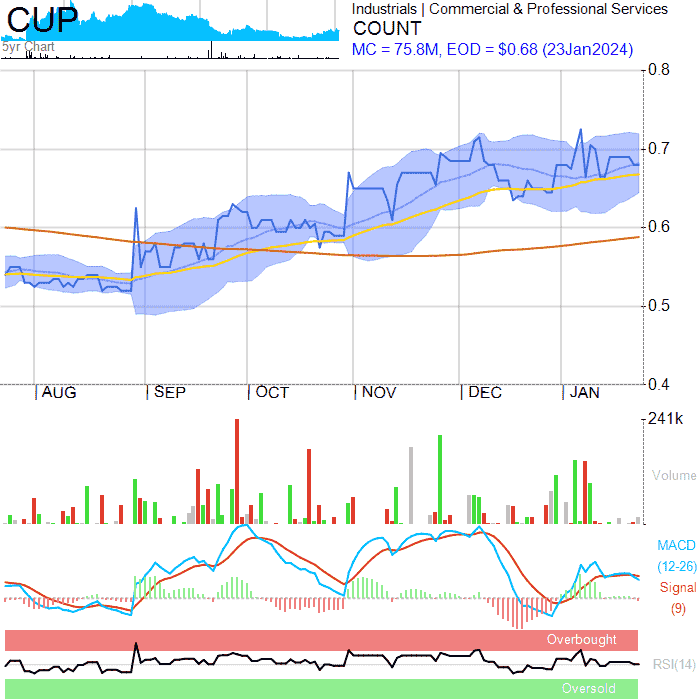 CUP
5yr Chart
Industrials | Commercial & Professional Services
COUNT
MC = 75.8M, EOD = $0.68 (23Jan2024)
0.8
0.7
0.6
0.5
0.4
AUG
SEP
OCT
NOV
DEC
JAN
241k
Volume
MACD
(12-26)
Signal
(9)
Overbought
RSI(14)
Oversold